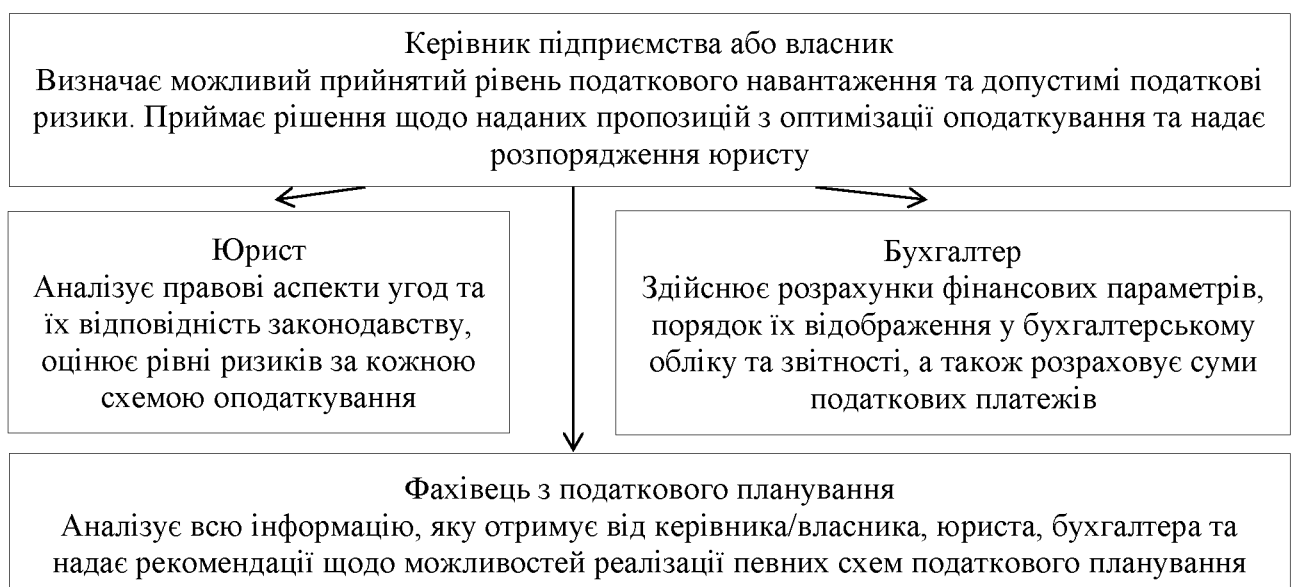 Керівник підприємства або власник
Визначає можливий прийнятий рівень податкового навантаження та допустимі податкові
ризики. Приймає рішення щодо наданих пропозицій з оптимізації оподаткування та надає
розпорядження юристу
Юрист
Аналізує правові аспекти угод та
їх відповідність законодавству,
оцінює рівні ризиків за кожною
схемою оподаткування
Бухгалтер
Здійснює розрахунки фінансових параметрів,
порядок їх відображення у бухгалтерському
обліку та звітності, а також розраховує суми
податкових платежів
Фахівець з податкового планування
Аналізує всю інформацію, яку отримує від керівника/власника, юриста, бухгалтера та
надає рекомендації щодо можливостей реалізації певних схем податкового планування